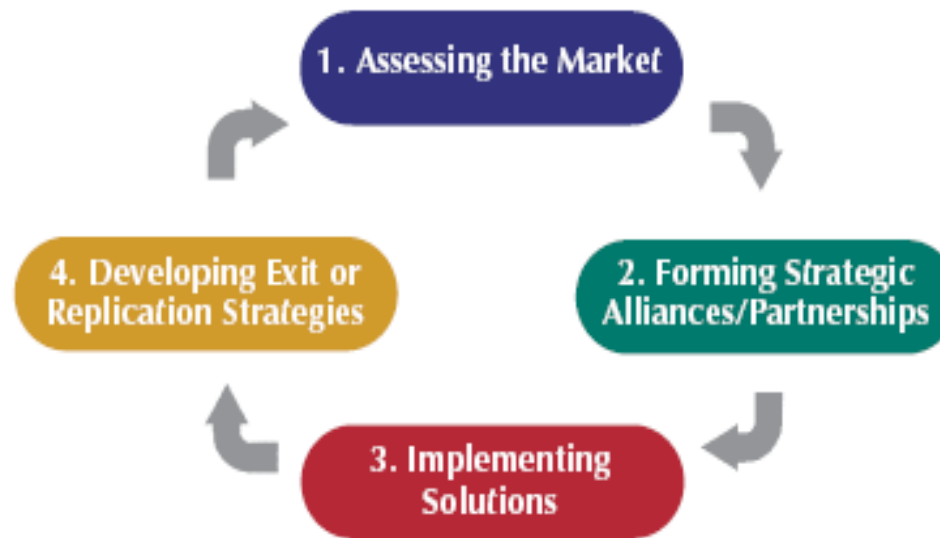 1. Assessing the Market
2. Forming Strategic
Alliances/Partnerships
3. Implementing
Solutions
4. Developing Exit or
Replication Strategies